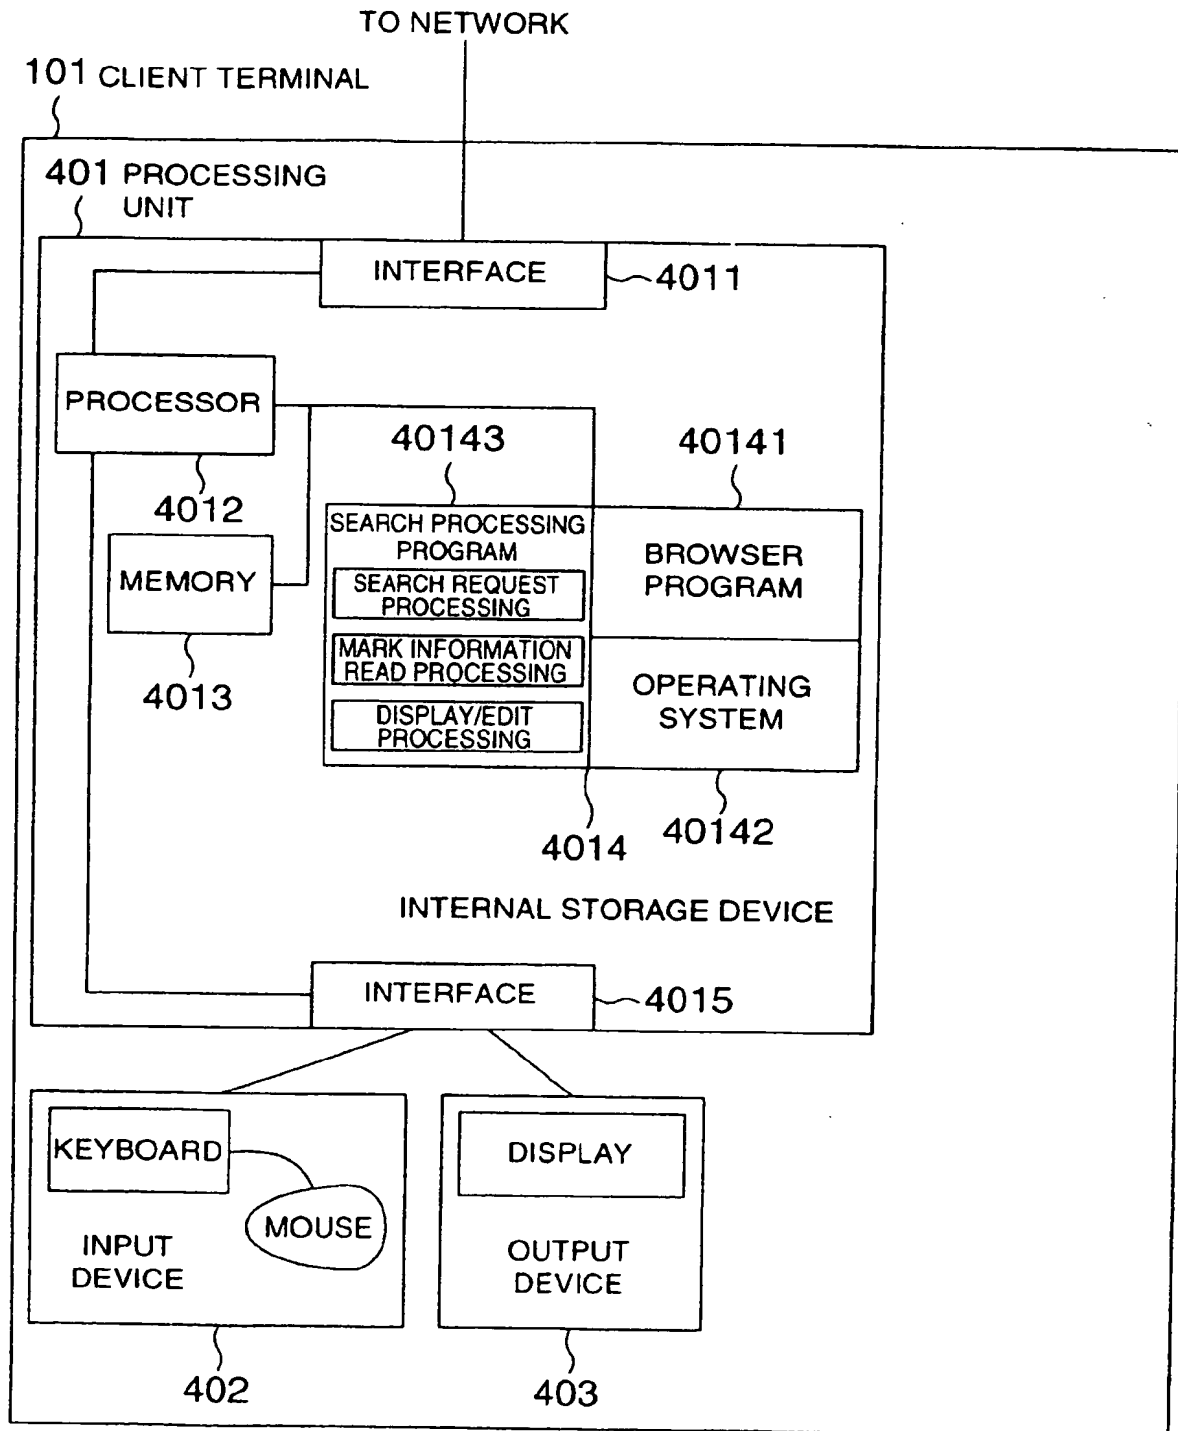 TO NETWORK
101 CLIENT TERMINAL
401 PROCESSING
UNIT
INTERFACE
4011
PROCESSOR
4012
40143
40141
SEARCH PROCESSING
PROGRAM
SEARCH REQUEST
PROCESSING
MARK INFORMATION
READ PROCESSING
DISPLAY/EDIT
PROCESSING
BROWSER
PROGRAM
MEMORY
4013
OPERATING
SYSTEM
4014
40142
INTERNAL STORAGE DEVICE
INTERFACE
4015
KEYBOARD
MOUSE
INPUT
DEVICE
DISPLAY
OUTPUT
DEVICE
402
403